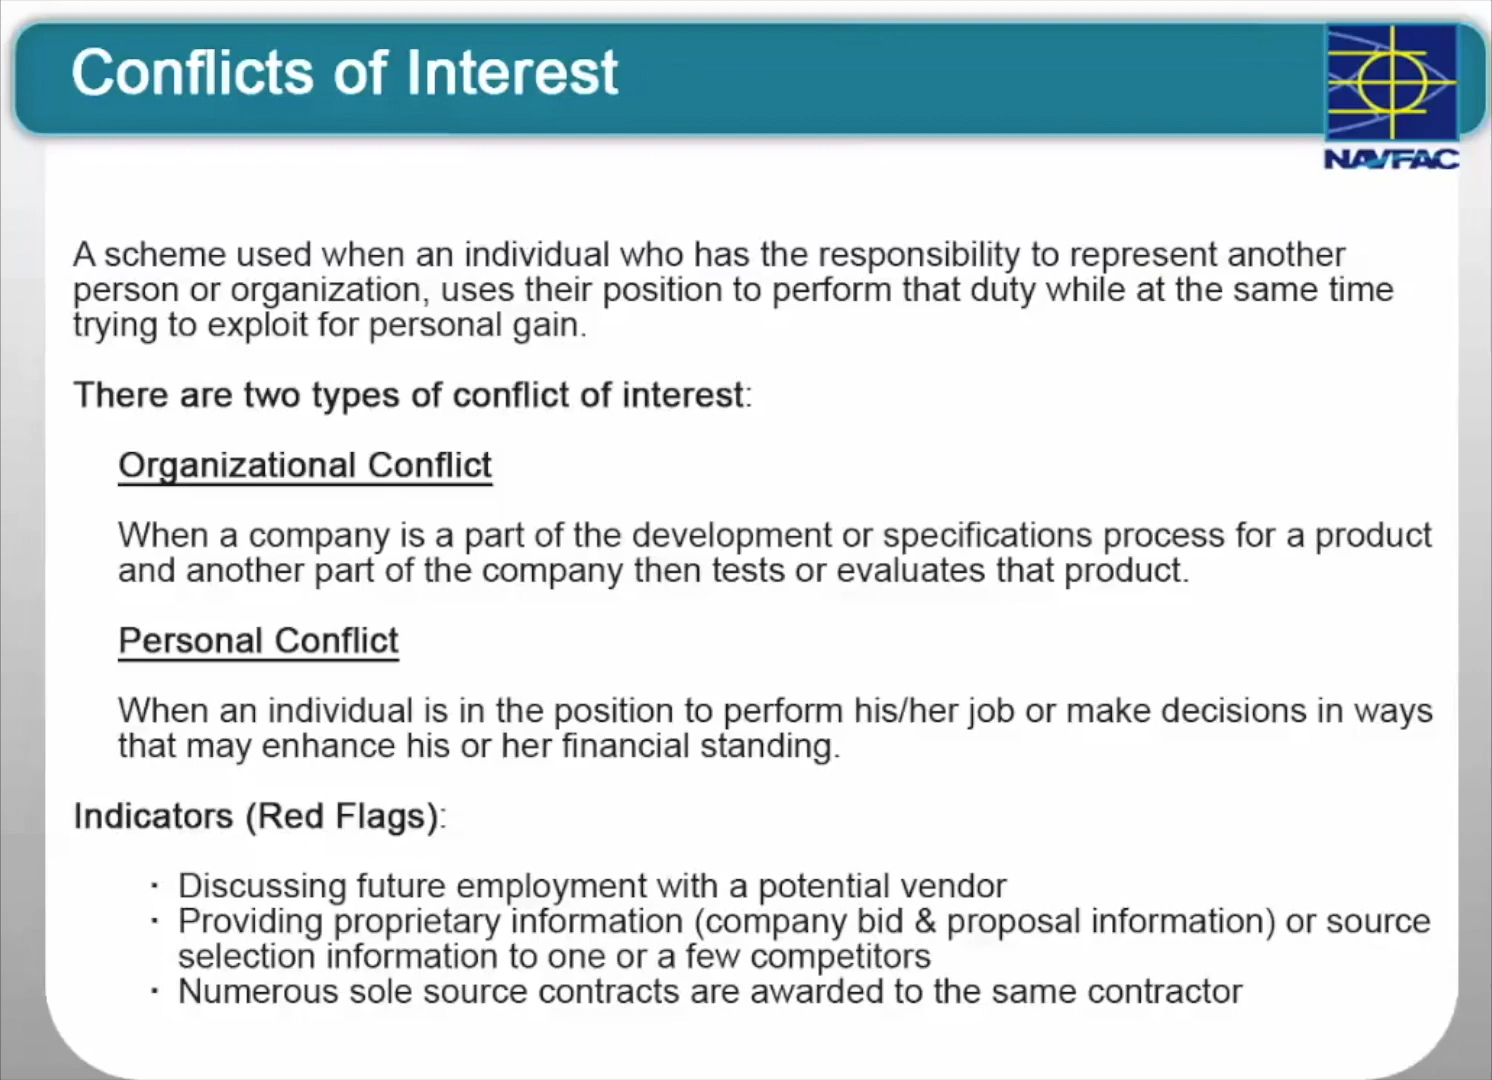 Conflicts of Interest
NAVFAC
A scheme used when an individual who has the responsibility to represent another
person or organization, uses their position to perform that duty while at the same time
trying to exploit for personal gain.
There are two types of conflict of interest:
Organizational Conflict
When a company is a part of the development or specifications process for a product
and another part of the company then tests or evaluates that product.
Personal Conflict
When an individual is in the position to perform his/her job or make decisions in ways
that may enhance his or her financial standing.
Indicators (Red Flags):
· Discussing future employment with a potential vendor
· Providing proprietary information (company bid & proposal information) or source
selection information to one or a few competitors
· Numerous sole source contracts are awarded to the same contractor